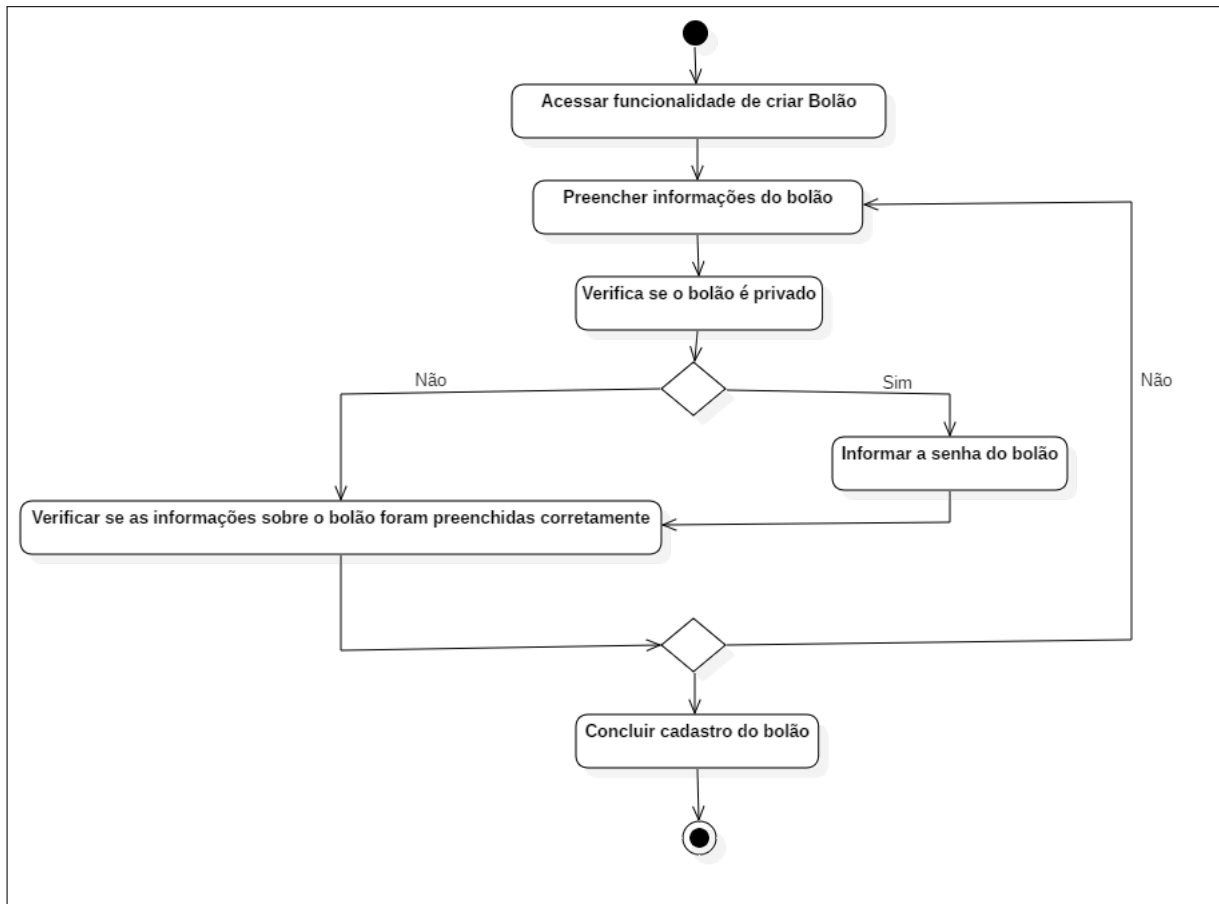 Acessar funcionalidade de criar Bolão
Preencher informações do bolão
Verifica se o bolão é privado
Não
Sim
Não
Informar a senha do bolão
Verificar se as informações sobre o bolão foram preenchidas corretamente
Concluir cadastro do bolão